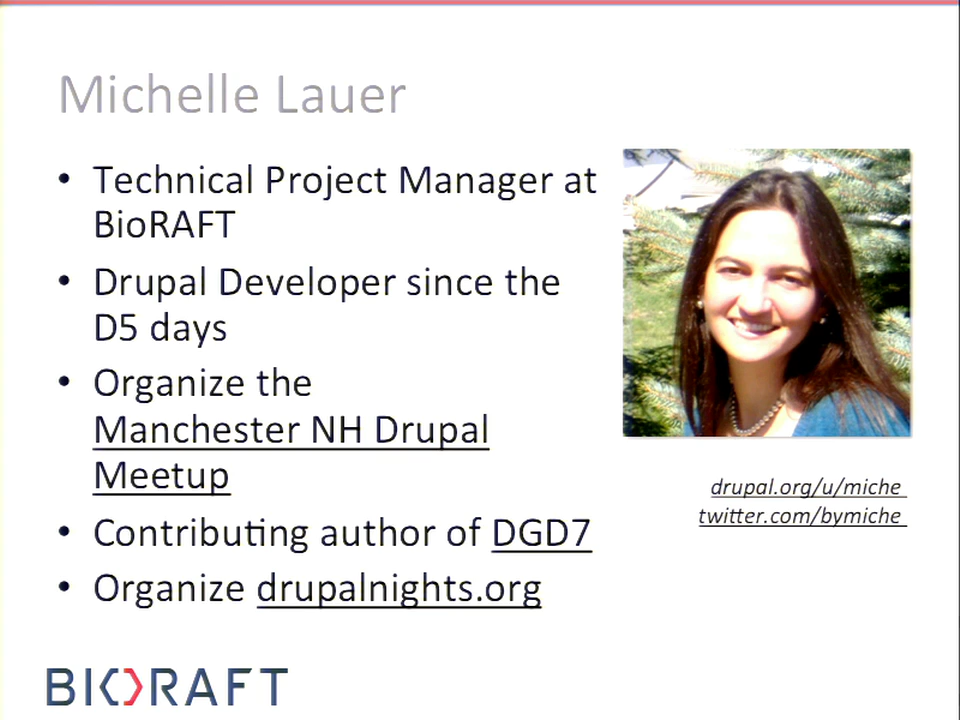 Michelle Lauer
• Technical Project Manager at
BioRAFT
• Drupal Developer since the
D5 days
• Organize the
Manchester NH Drupal
Meetup
• Contributing author of DGD7
• Organize drupalnights.org
drupal.org/u/miche
twitter.com/bymiche
BIORAFT